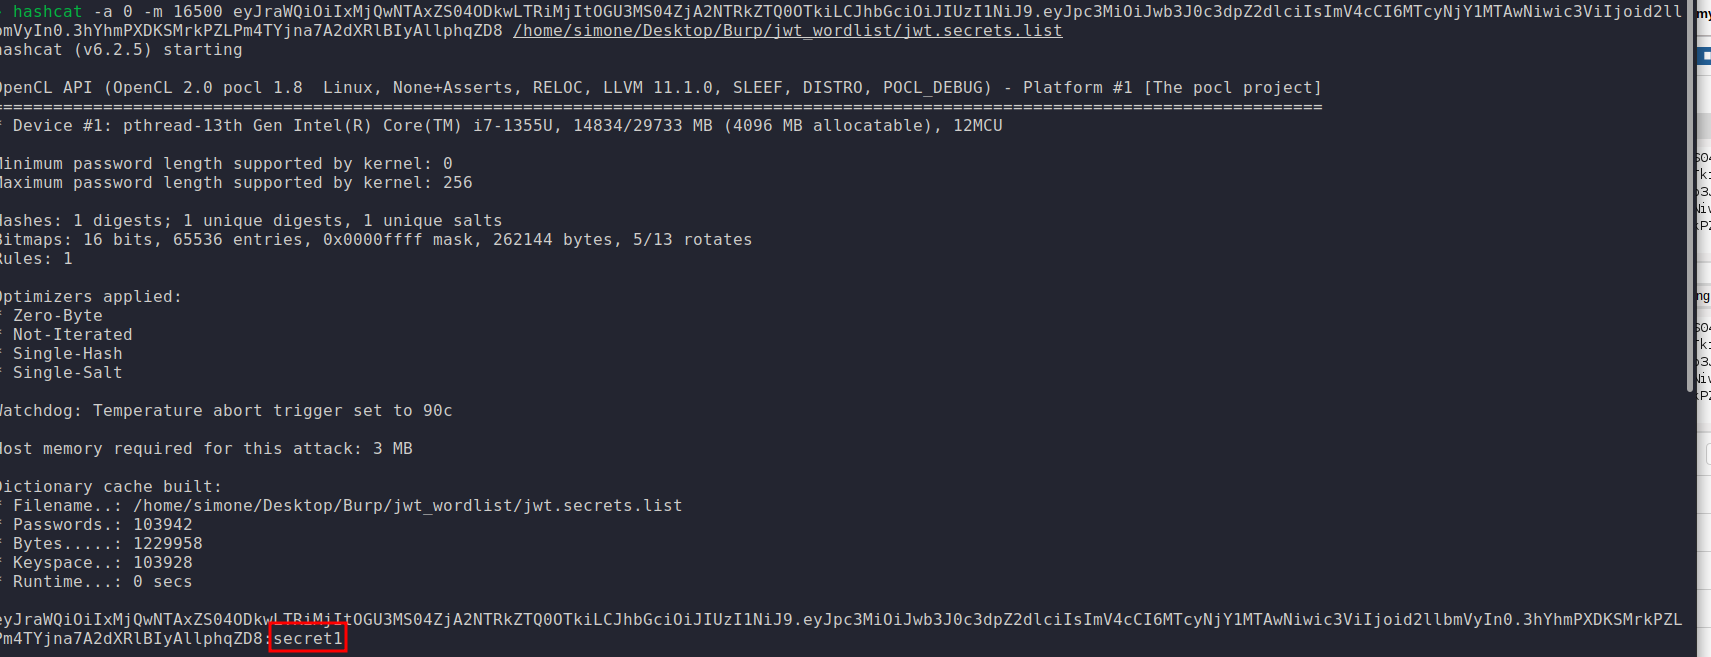 hashcat -a 0 -m 16500 eyJraWQiOiIxMjQwNTAxZS04ODkwLTRiMjItOGU3MS04ZjA2NTRkZTQ0OTkiLCJhbGciOiJIUzI1NiJ9.eyJpc3MiOiJwb3J0c3dpZ2dlciIsImV4cCI6MTcyNjY1MTAwNiwic3ViIjoid2ll
bmVyIn0.3hYhmPXDKSMrkPZLPm4TYjna7A2dXRlBIyAllphqZD8 /home/simone/Desktop/Burp/jwt_wordlist/jwt.secrets.list
hashcat (v6.2.5) starting
OpenCL API (OpenCL 2.0 pocl 1.8  Linux, None+Asserts, RELOC, LLVM 11.1.0, SLEEF, DISTRO, POCL_DEBUG) - Platform #1 [The pocl project]
* Device #1: pthread-13th Gen Intel(R) Core(TM) i7-1355U, 14834/29733 MB (4096 MB allocatable), 12MCU
Minimum password length supported by kernel: 0
Maximum password length supported by kernel: 256
Hashes: 1 digests; 1 unique digests, 1 unique salts
Bitmaps: 16 bits, 65536 entries, 0x0000ffff mask, 262144 bytes, 5/13 rotates
Rules: 1
Optimizers applied:
* Zero-Byte
* Not-Iterated
* Single-Hash
* Single-Salt
Watchdog: Temperature abort trigger set to 90c
Host memory required for this attack: 3 MB
Dictionary cache built:
* Filename..: /home/simone/Desktop/Burp/jwt_wordlist/jwt.secrets.list
* Passwords.: 103942
* Bytes.....: 1229958
* Keyspace..: 103928
* Runtime...: 0 secs
eyJraWQiOiIxMjQwNTAxZS04ODkwLTRiMjItOGU3MS04ZjA2NTRkZTQ0OTkiLCJhbGciOiJIUzI1NiJ9.eyJpc3MiOiJwb3J0c3dpZ2dlciIsImV4cCI6MTcyNjY1MTAwNiwic3ViIjoid2llbmVyIn0.3hYhmPXDKSMrkPZL
Pm4TYjna7A2dXRlBIyAllphqZD8:secret1